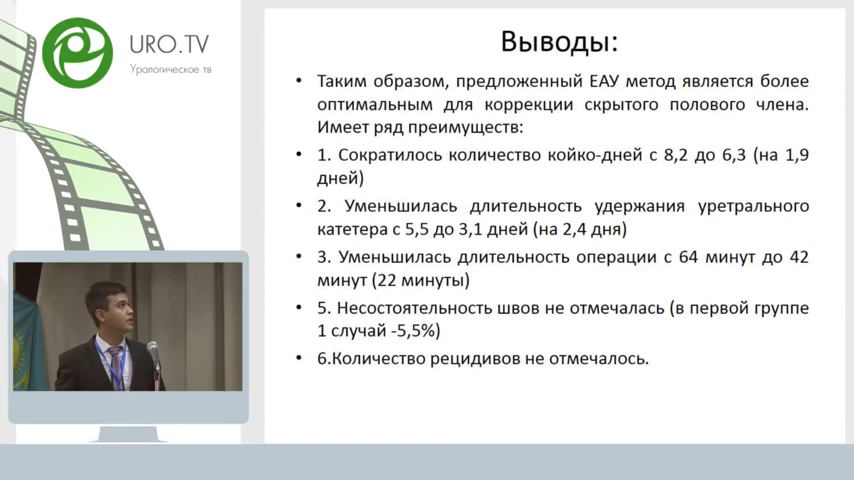 URO.TV
Урологическое тв
Выводы:
• Таким образом, предложенный ЕАУ метод является более
оптимальным для коррекции скрытого полового члена.
Имеет ряд преимуществ:
• 1. Сократилось количество койко-дней с 8,2 до 6,3 (на 1,9
дней)
• 2. Уменьшилась длительность удержания уретрального
катетера с 5,5 до 3,1 дней (на 2,4 дня)
• 3. Уменьшилась длительность операции с 64 минут до 42
минут (22 минуты)
• 5. Несостоятельность швов не отмечалась (в первой группе
1 случай -5,5%)
• 6.Количество рецидивов не отмечалось.